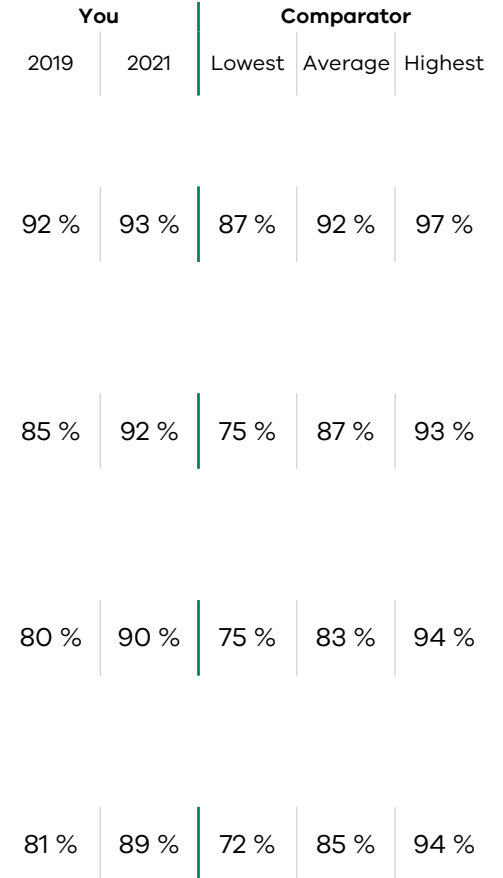 You Comparator
2019 2021 Lowest Average Highest
92 % 93 % 87 % 92 % 97 %
85 % 92 % 75 % 87 % 93 %
80 % 90 % 75 % 83 % 94 %
81 % 89 % 72 % 85 % 94 %